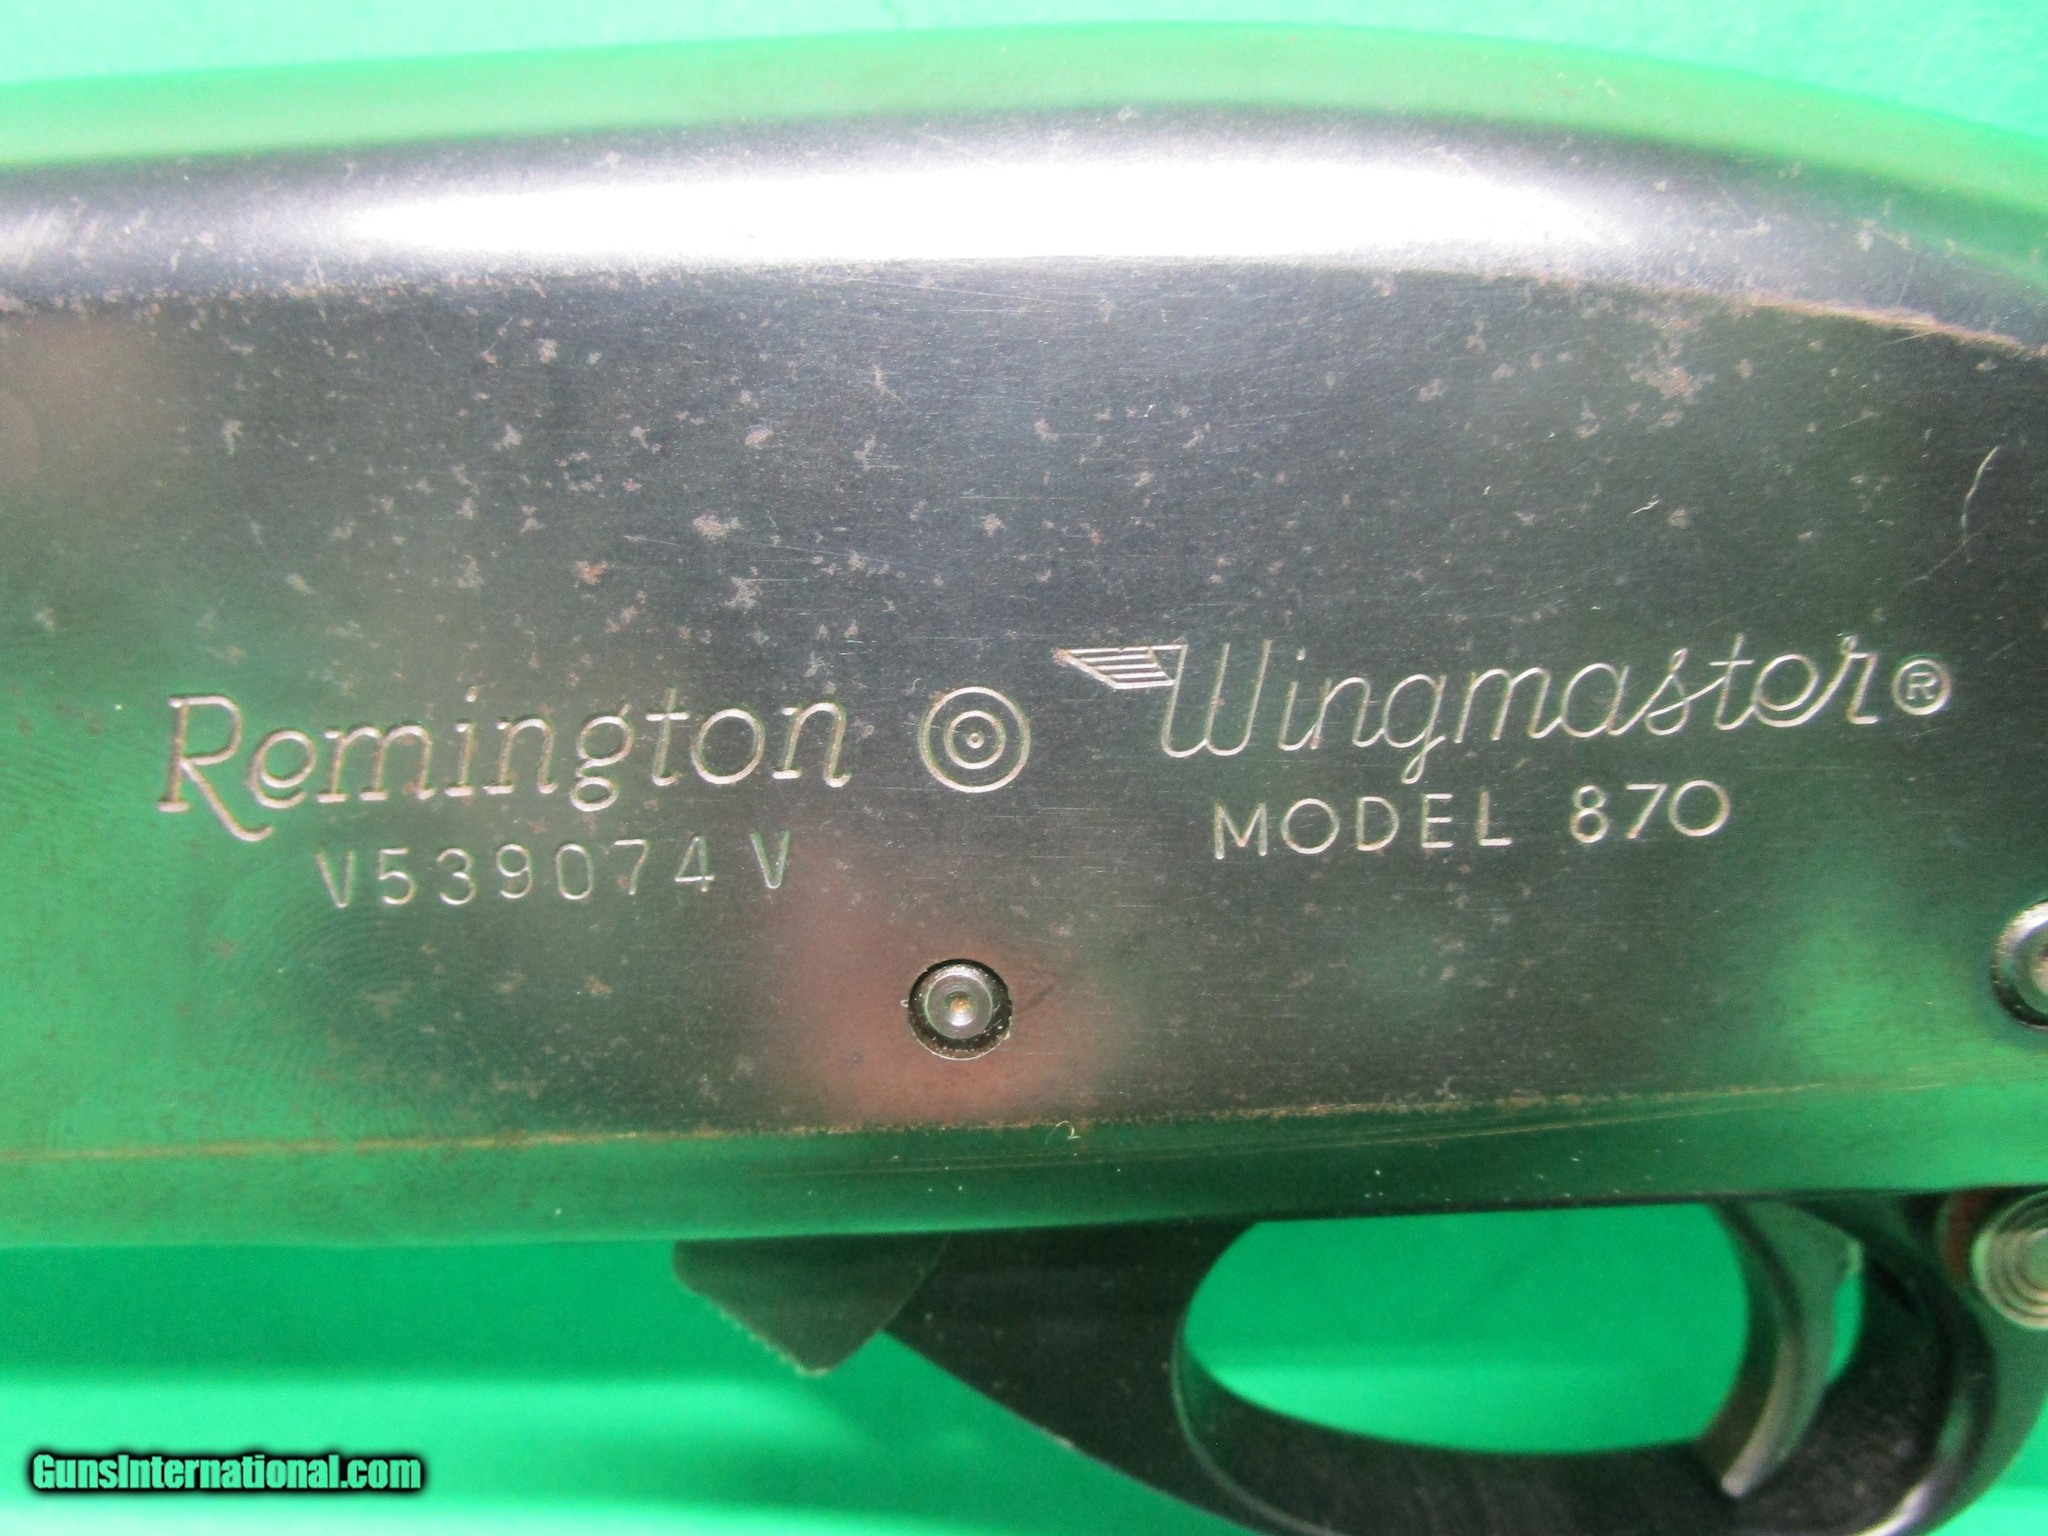 Remington Wingmaster®
V539074V MODEL 870
GunsInternational.com